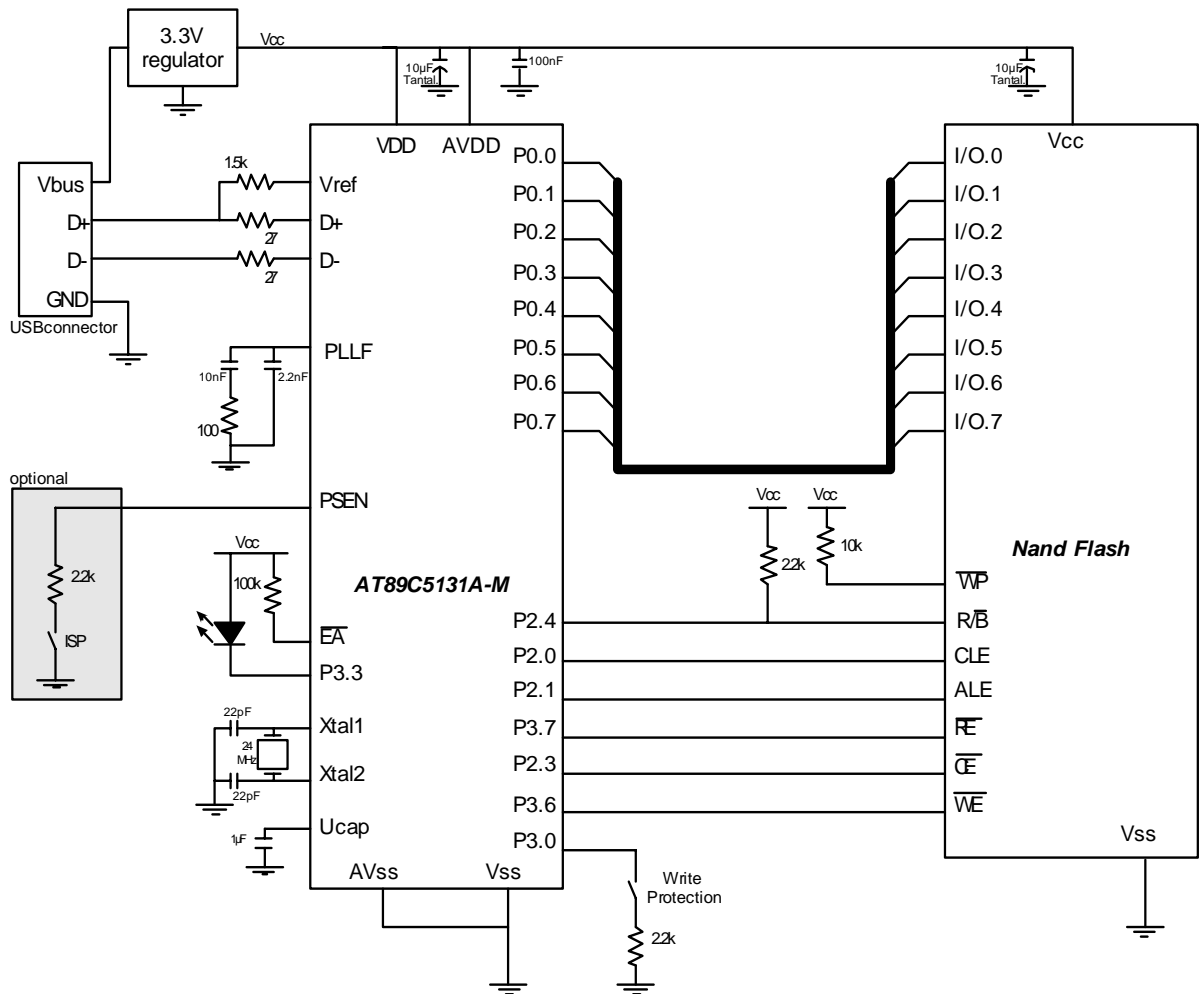 3.3V
regulator
Vcc
10µF
Tantal.
100nF
10µF
Tantal.
VDD
AVDD
Vcc
USBconnector
Vbus
D+
D-
GND
1.5k
27
27
Vref
D+
D-
PLLF
10nF
2.2nF
100
optional
PSEN
2.2k
ISP
Vcc
100k
EA
P3.3
AT89C5131A-M
22pF
24
MHz
22pF
Xtal1
Xtal2
1µF
Ucap
AVss
Vss
P0.0
P0.1
P0.2
P0.3
P0.4
P0.5
P0.6
P0.7
I/O.0
I/O.1
I/O.2
I/O.3
I/O.4
I/O.5
I/O.6
I/O.7
Vcc
Vcc
2.2k
10k
Nand Flash
P2.4
P2.0
P2.1
P3.7
P2.3
P3.6
P3.0
WP
R/B
CLE
ALE
RE
CE
WE
Vss
Write
Protection
2.2k